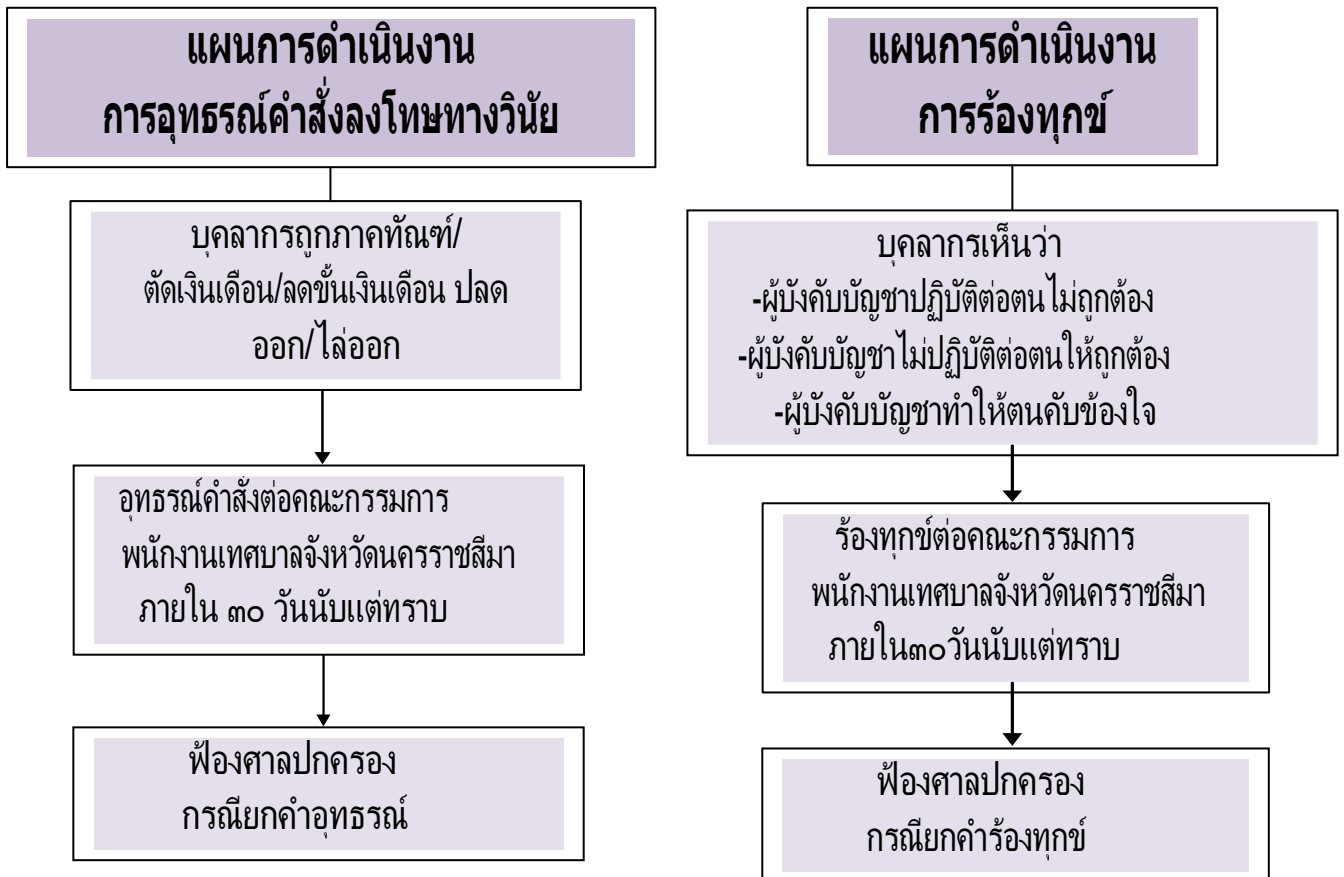 แผนการดำเนินงาน
การอุทธรณ์คำสั่งลงโทษทางวินัย
บุคลากรถูกภาคทัณฑ์/
ตัดเงินเดือน/ลดขั้นเงินเดือน ปลด
ออก/ไล่ออก
อุทธรณ์คำสั่งต่อคณะกรรมการ
พนักงานเทศบาลจังหวัดนครราชสีมา
ภายใน ๓๐ วันนับแต่ทราบ
ฟ้องศาลปกครอง
กรณียกคำอุทธรณ์
แผนการดำเนินงาน
การร้องทุกข์
บุคลากรเห็นว่า
-ผู้บังคับบัญชาปฏิบัติต่อตนไม่ถูกต้อง
-ผู้บังคับบัญชาไม่ปฏิบัติต่อตนให้ถูกต้อง
-ผู้บังคับบัญชาทำให้ตนคับข้องใจ
ร้องทุกข์ต่อคณะกรรมการ
พนักงานเทศบาลจังหวัดนครราชสีมา
ภายใน๓๐วันนับแต่ทราบ
ฟ้องศาลปกครอง
กรณียกคำร้องทุกข์